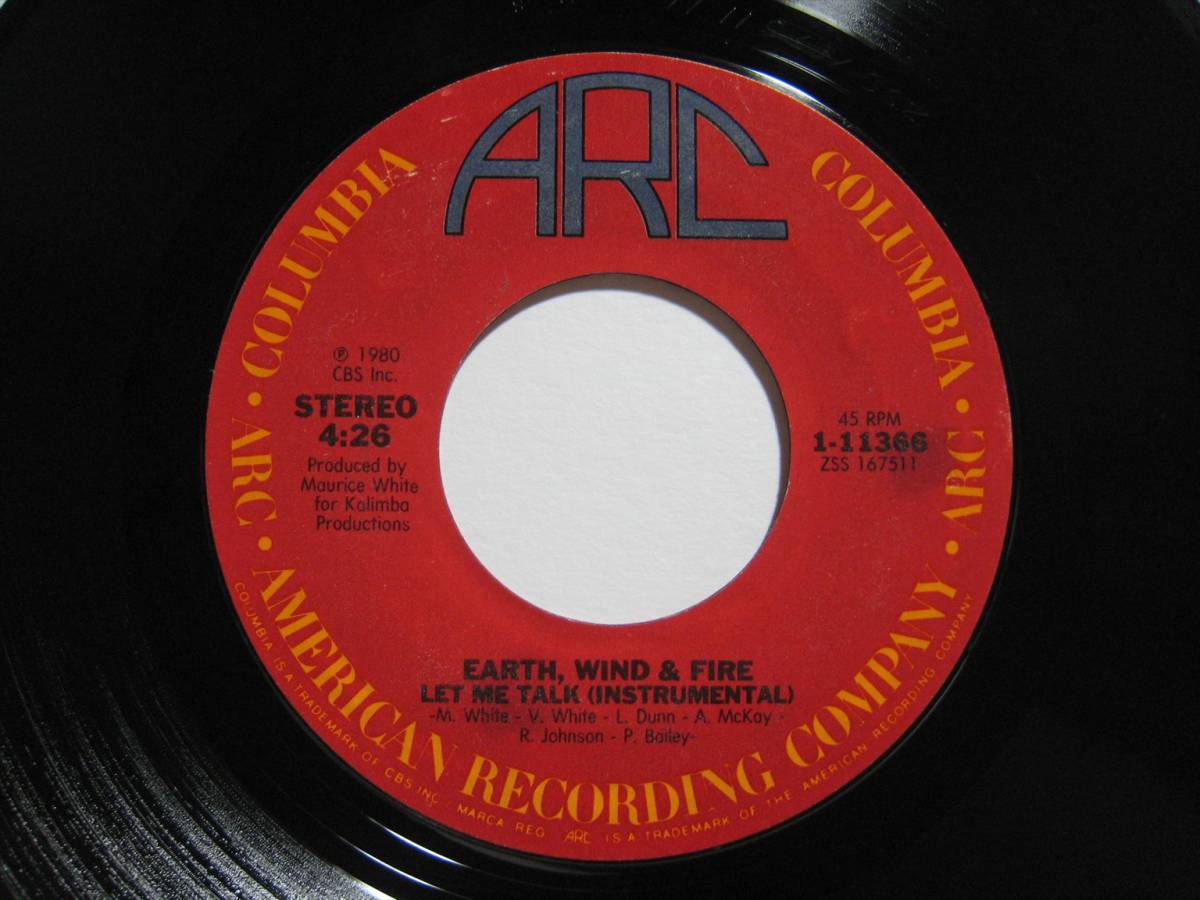 ARC
COLUMBIA
COLUMBIA
℗ 1980
CBS Inc.
STEREO
4:26
Produced by
Maurice White
for Kalimba
Productions
45 RPM
1-11366
ZSS 167511
EARTH, WIND & FIRE
LET ME TALK (INSTRUMENTAL)
-M. White - V. White - L. Dunn - A. McKay -
R. Johnson - P. Bailey-
• ARC • AMERICAN RECORDING COMPANY • ARC •
COLUMBIA IS A TRADEMARK OF CBS INC. MARCA REG. ARC IS A TRADEMARK OF THE AMERICAN RECORDING COMPANY